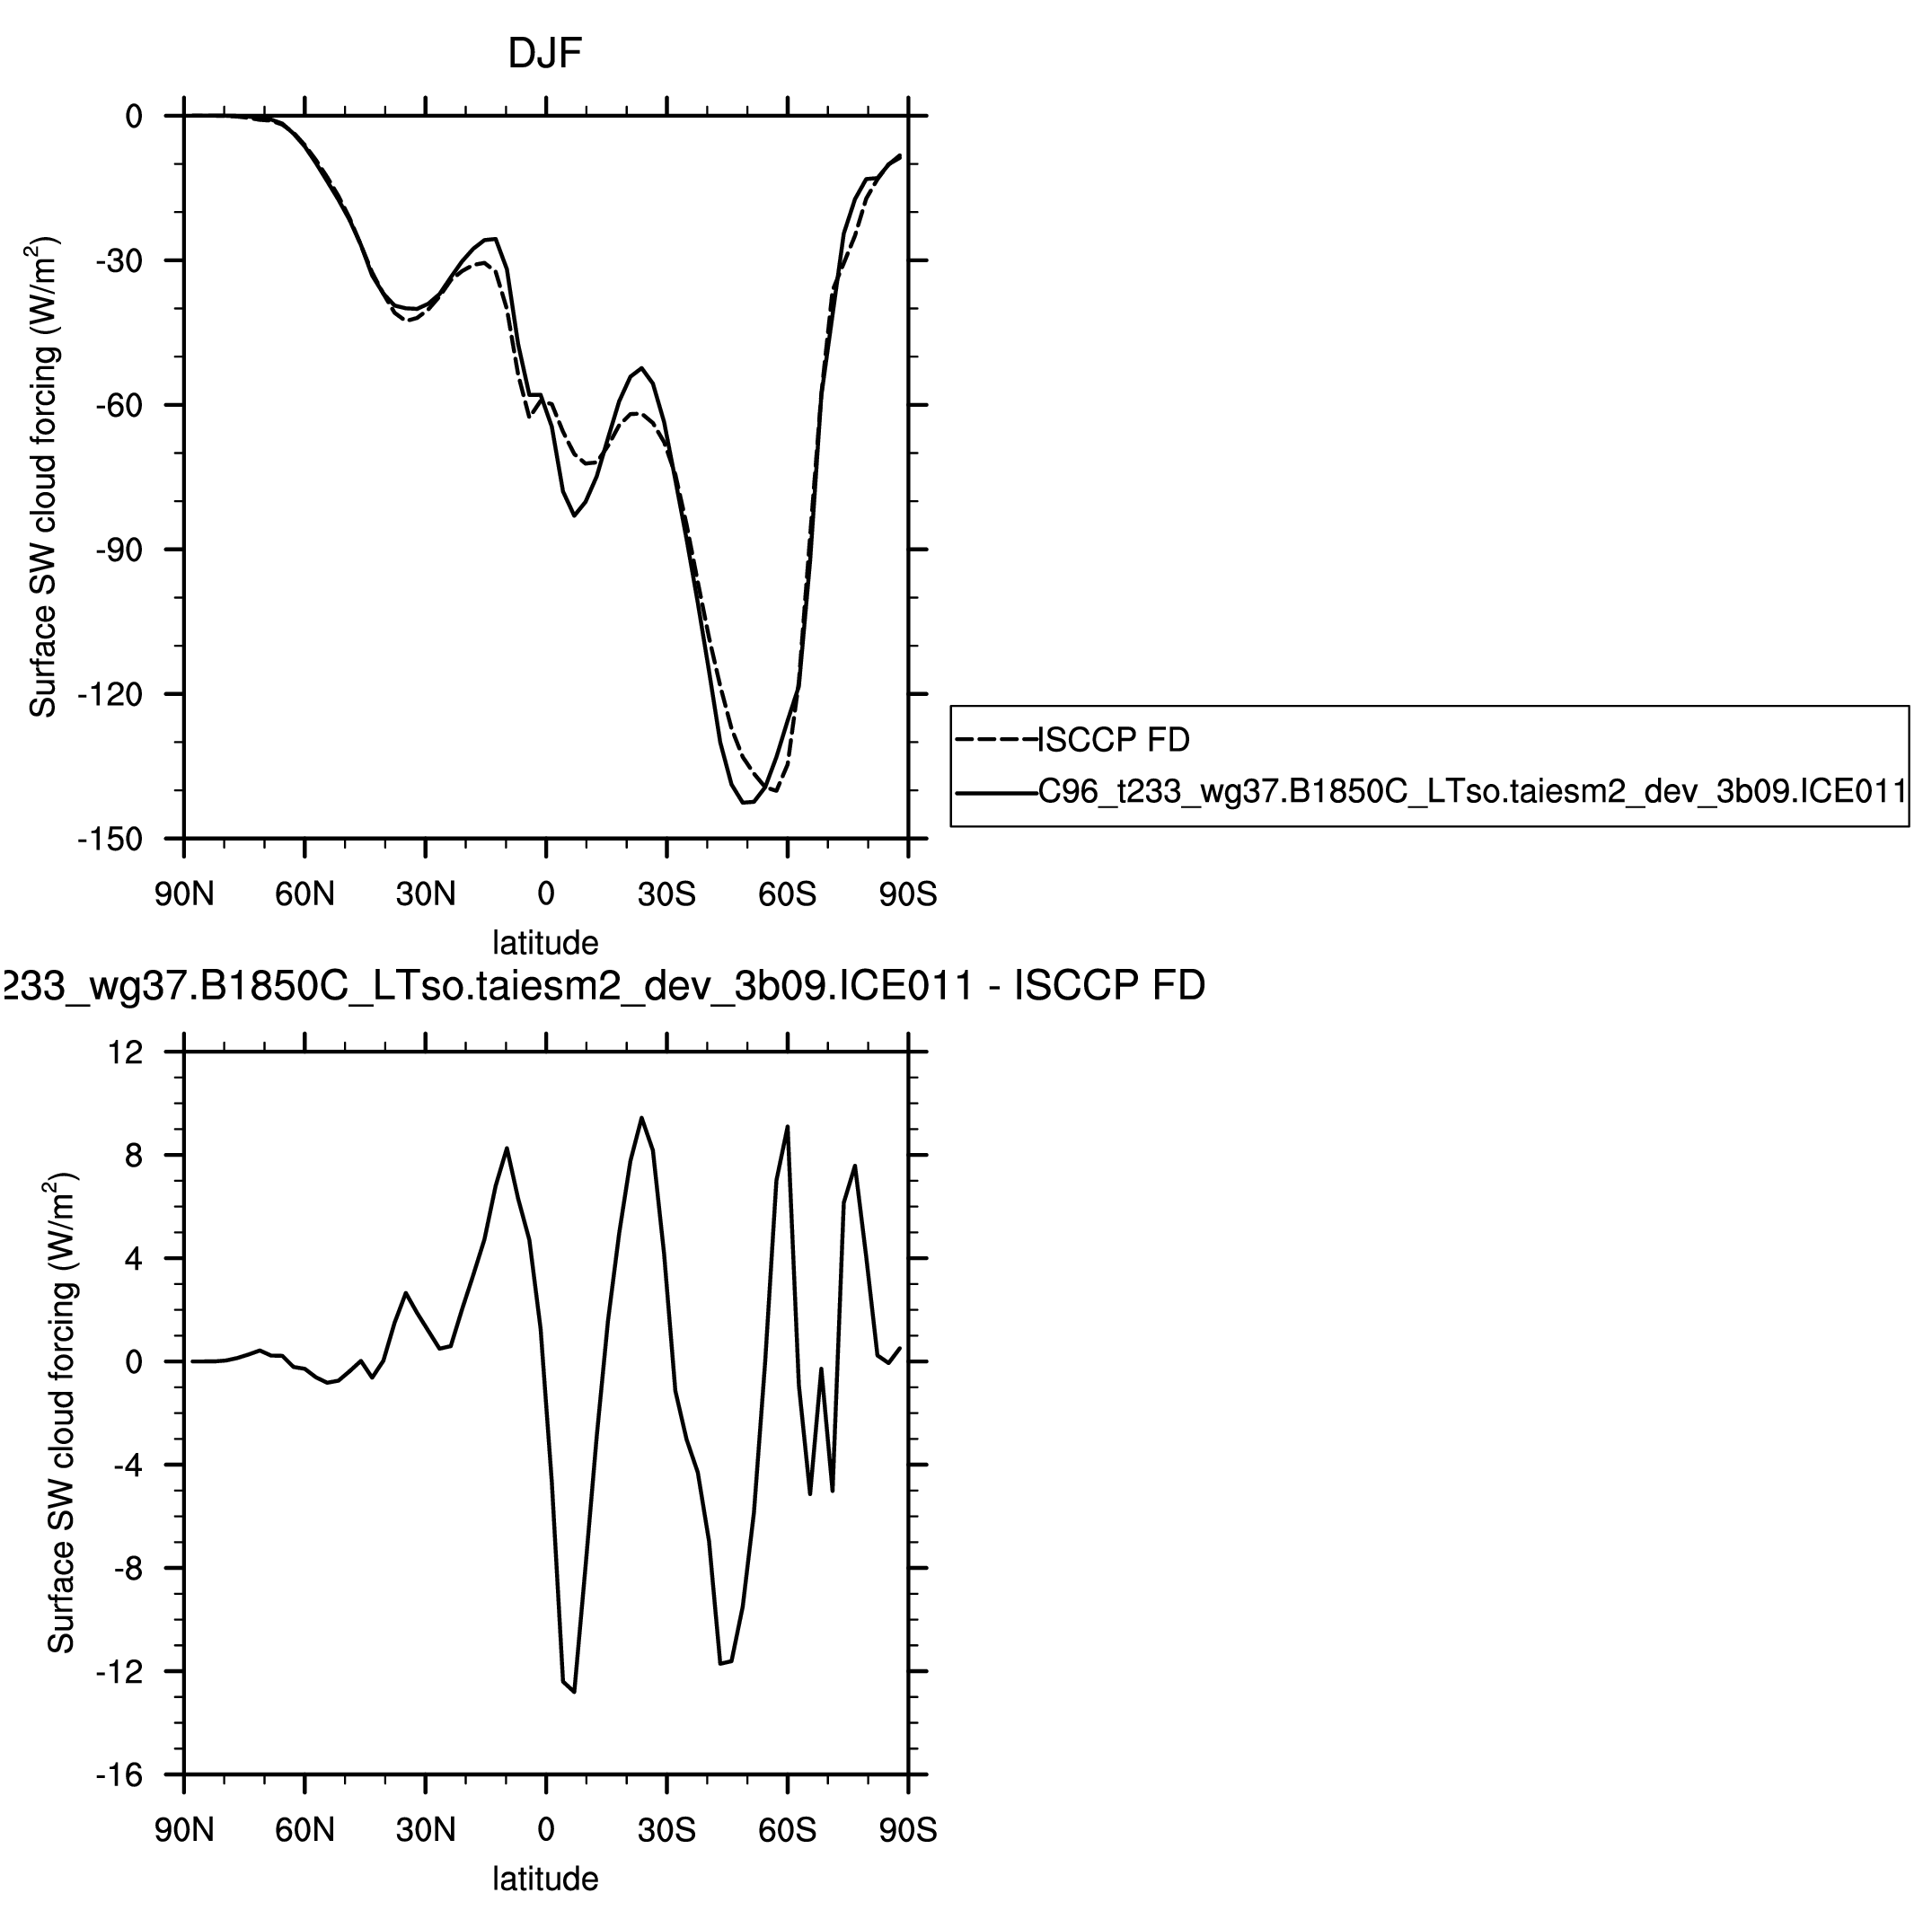 DJF
Surface SW cloud forcing (W/m²)
0
-30
-60
-90
-120
-150
90N 60N 30N 0 30S 60S 90S
latitude
ISCCP FD
C96_t233_wg37.B1850C_LTso.taiesm2_dev_3b09.ICE011
233_wg37.B1850C_LTso.taiesm2_dev_3b09.ICE011 - ISCCP FD
Surface SW cloud forcing (W/m²)
12
8
4
0
-4
-8
-12
-16
90N 60N 30N 0 30S 60S 90S
latitude